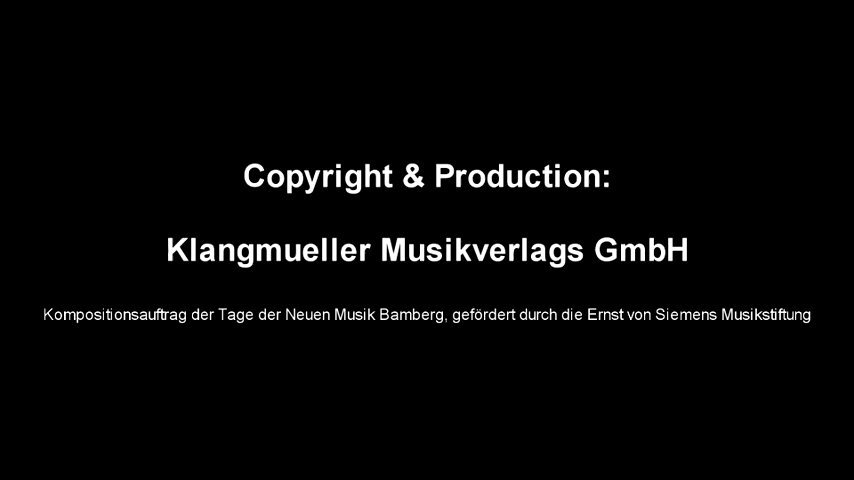 Copyright & Production:
Klangmueller Musikverlags GmbH
Kompositionsauftrag der Tage der Neuen Musik Bamberg, gefördert durch die Ernst von Siemens Musikstiftung